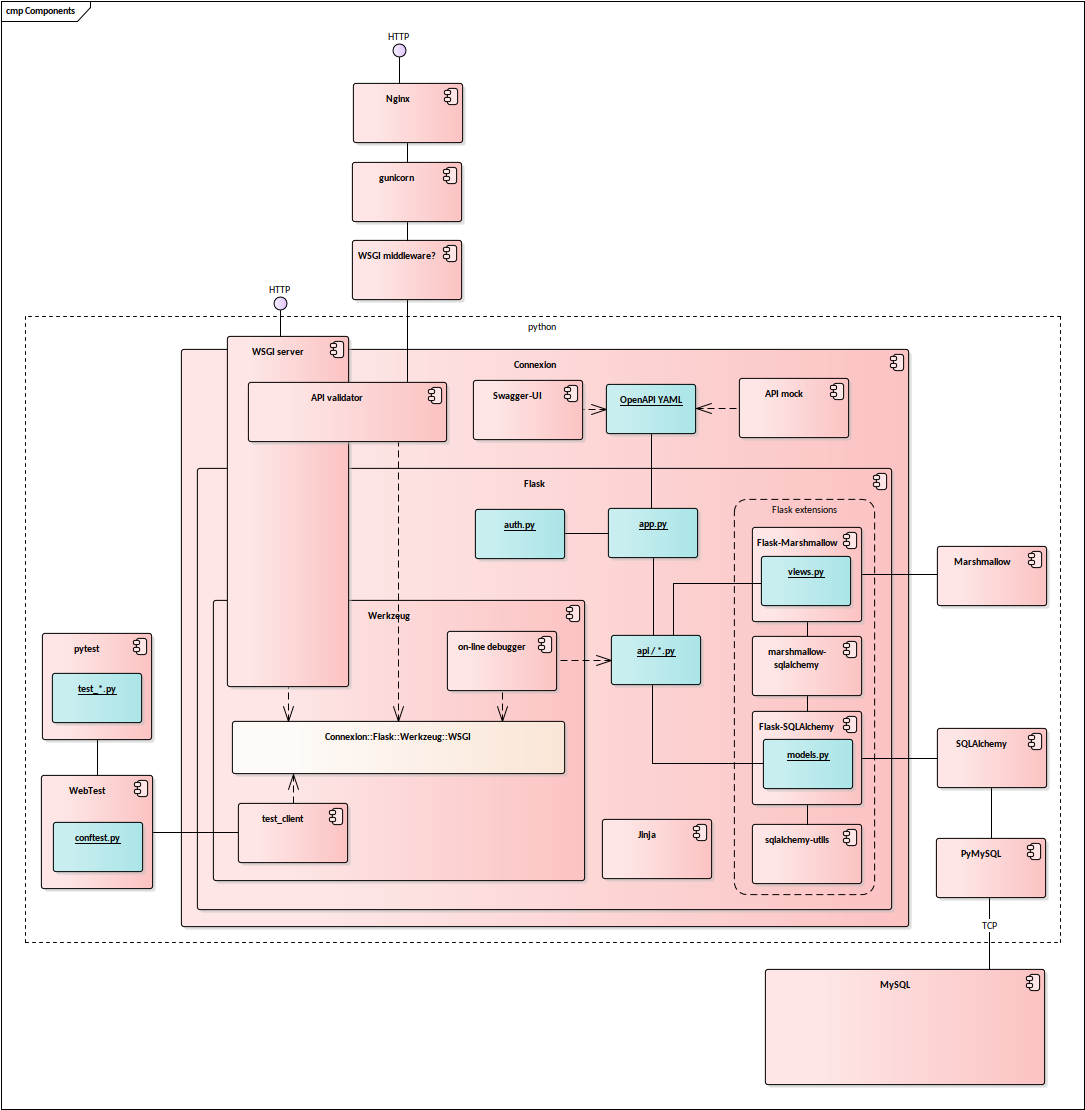 cmp Components
HTTP
Nginx
gunicorn
WSGI middleware?
HTTP
python
WSGI server
Connexion
API validator
Swagger-UI
OpenAPI YAML
API mock
Flask
auth.py
app.py
Flask extensions
Flask-Marshmallow
views.py
Marshmallow
Werkzeug
on-line debugger
api / *.py
marshmallow-
sqlalchemy
pytest
test_*.py
Connexion::Flask::Werkzeug::WSGI
Flask-SQLAlchemy
models.py
SQLAlchemy
WebTest
conftest.py
test_client
Jinja
sqlalchemy-utils
PyMySQL
TCP
MySQL